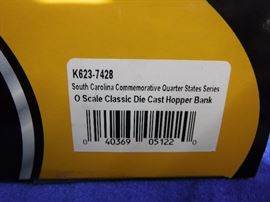 K623-7428
South Carolina Commemorative Quarter States Series
O Scale Classic Die Cast Hopper Bank
0 40369 05122 0